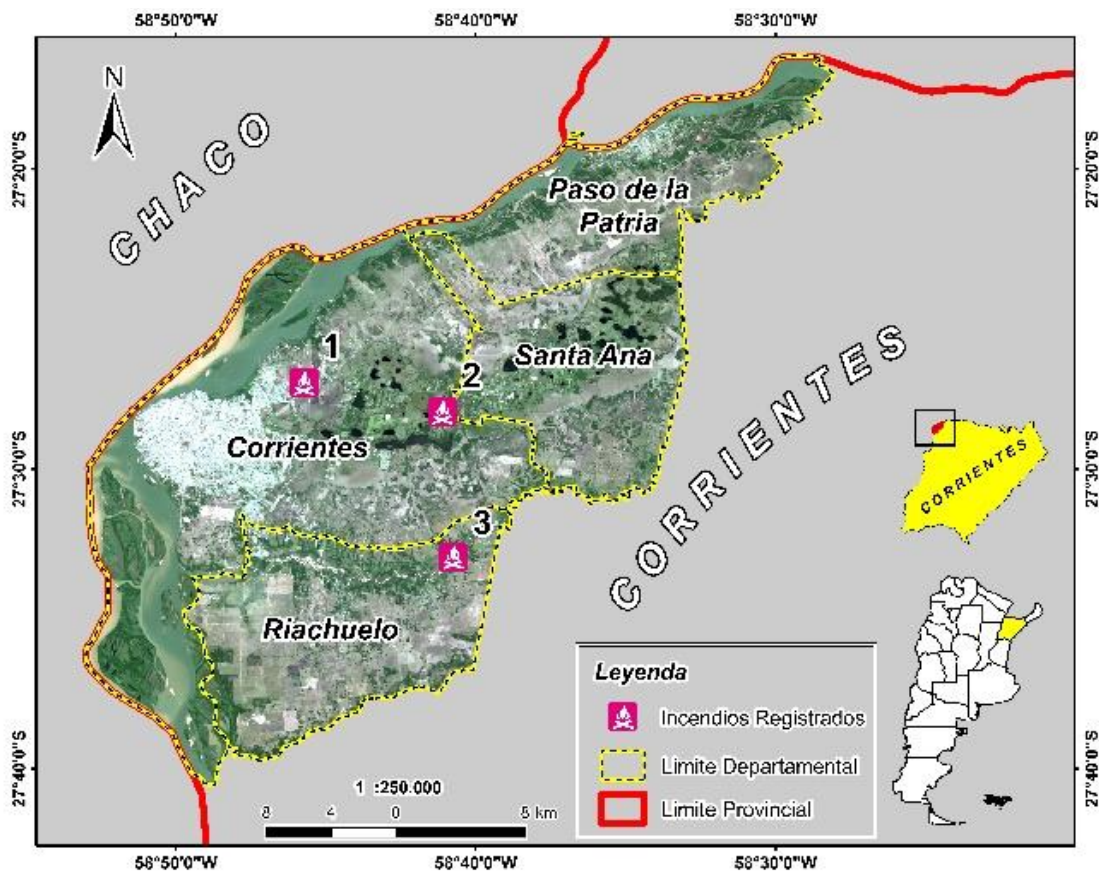 58°50'0"W 58°40'0"W 58°30'0"W
N
27°20'0"S
27°20'0"S
CHACO
Paso de la
Patria
1
2
Santa Ana
Corrientes
CORRIENTES
CORRIENTES
27°30'0"S
27°30'0"S
3
Riachuelo
Leyenda
Incendios Registrados
Limite Departamental
Limite Provincial
27°40'0"S
27°40'0"S
1 :250.000
8 4 0 8 km
58°50'0"W 58°40'0"W 58°30'0"W